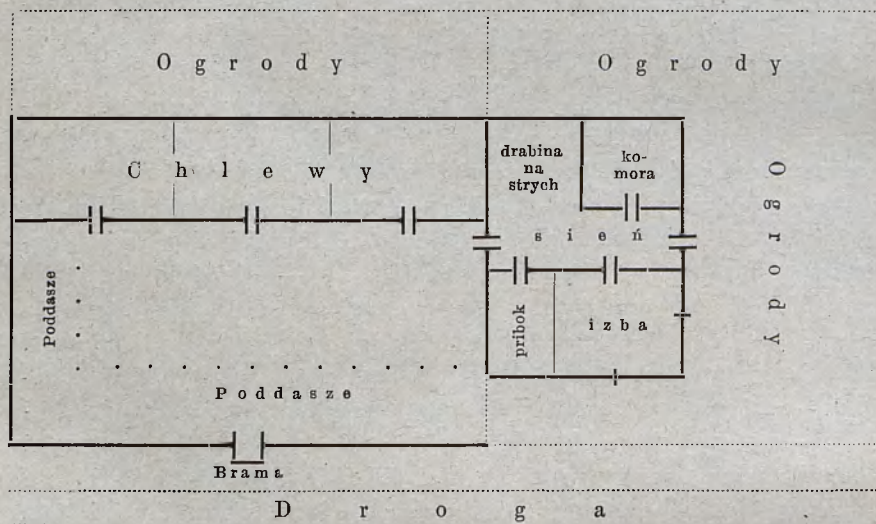 Ogrody
Ogrody
Chlewy
drabina
na
strych
ko-
mora
Ogrody
sień
Poddasze
pribok
izba
Poddasze
Brama
Droga